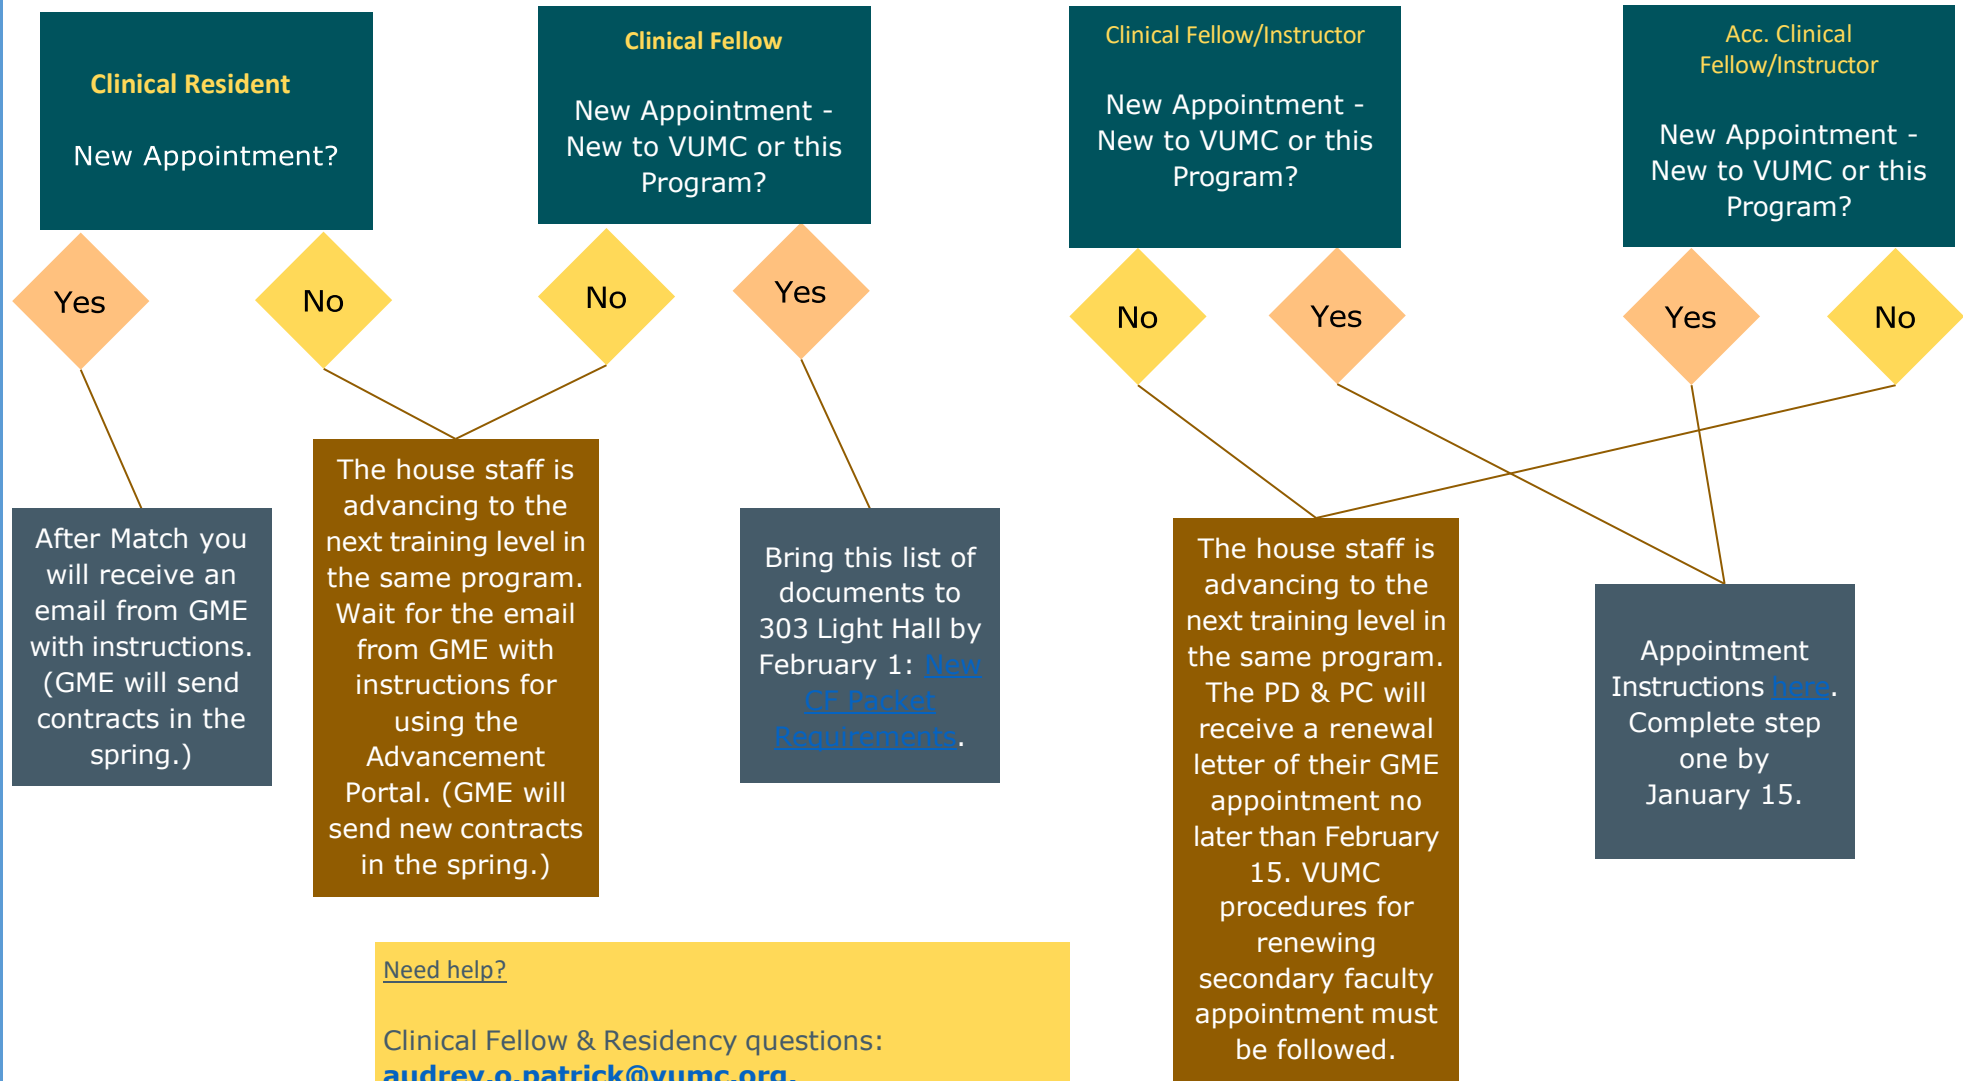 Clinical Resident
New Appointment?
Clinical Fellow
New Appointment -
New to VUMC or this
Program?
Clinical Fellow/Instructor
New Appointment -
New to VUMC or this
Program?
Acc. Clinical
Fellow/Instructor
New Appointment -
New to VUMC or this
Program?
Yes
No
No
Yes
No
Yes
Yes
No
After Match you
will receive an
email from GME
with instructions.
(GME will send
contracts in the
spring.)
The house staff is
advancing to the
next training level in
the same program.
Wait for the email
from GME with
instructions for
using the
Advancement
Portal. (GME will
send new contracts
in the spring.)
Bring this list of
documents to
303 Light Hall by
February 1: New
CF Packet
Requirements.
The house staff is
advancing to the
next training level in
the same program.
The PD & PC will
receive a renewal
letter of their GME
appointment no
later than February
15. VUMC
procedures for
renewing
secondary faculty
appointment must
be followed.
Appointment
Instructions here.
Complete step
one by
January 15.
Need help?
Clinical Fellow & Residency questions:
audrey.o.patrick@vumc.org.